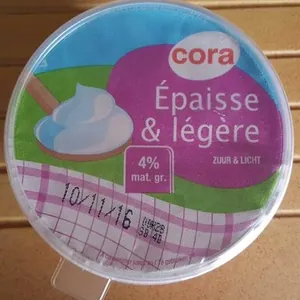 cora
Épaisse
& légère
ZUUR & LICHT
4%
mat. gr.
10/11/16